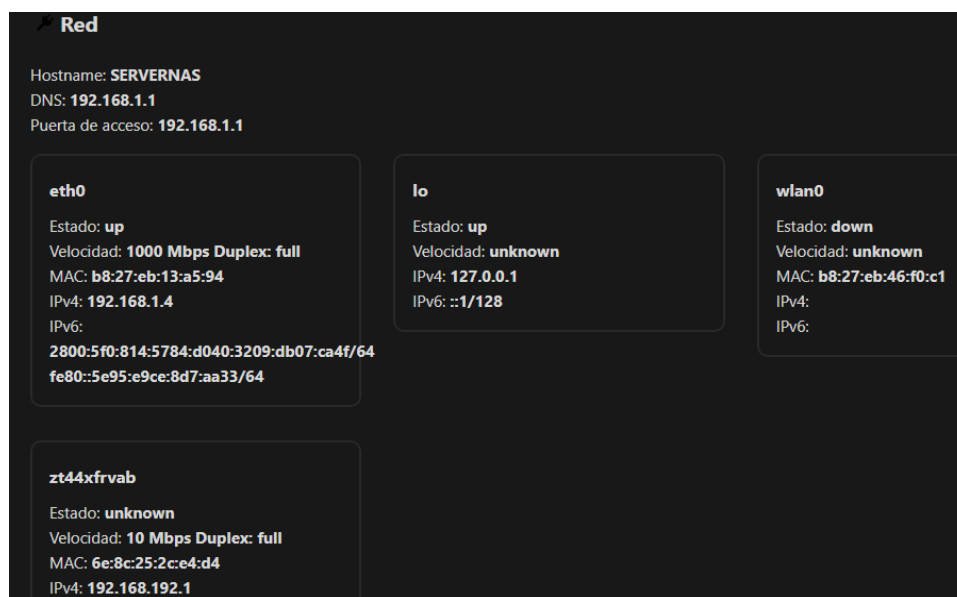 Red
Hostname: SERVERNAS
DNS: 192.168.1.1
Puerta de acceso: 192.168.1.1
eth0
Estado: up
Velocidad: 1000 Mbps Duplex: full
MAC: b8:27:eb:13:a5:94
IPv4: 192.168.1.4
IPv6:
2800:5f0:814:5784:d040:3209:db07:ca4f/64
fe80::5e95:e9ce:8d7:aa33/64
lo
Estado: up
Velocidad: unknown
IPv4: 127.0.0.1
IPv6: ::1/128
wlan0
Estado: down
Velocidad: unknown
MAC: b8:27:eb:46:f0:c1
IPv4:
IPv6:
zt44xfrvab
Estado: unknown
Velocidad: 10 Mbps Duplex: full
MAC: 6e:8c:25:2c:e4:d4
IPv4: 192.168.192.1